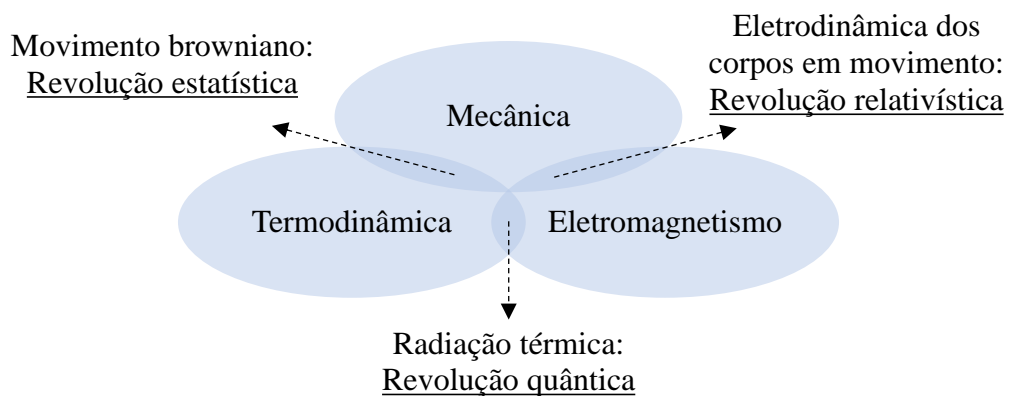 Movimento browniano:
Revolução estatística
Eletrodinâmica dos
corpos em movimento:
Revolução relativística
Mecânica
Termodinâmica
Eletromagnetismo
Radiação térmica:
Revolução quântica